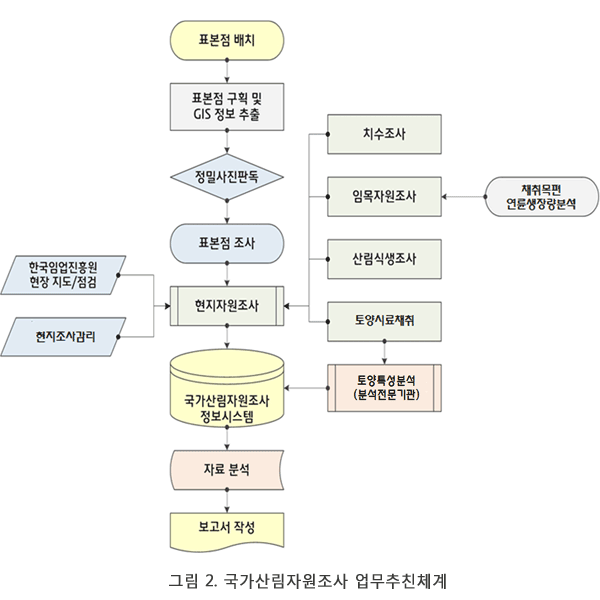 표본점 배치
표본점 구획 및
GIS 정보 추출
정밀사진판독
표본점 조사
한국임업진흥원
현장 지도/점검
현지조사감리
현지자원조사
치수조사
임목자원조사
채취목편
연륜생장량분석
산림식생조사
토양시료채취
토양특성분석
(분석전문기관)
국가산림자원조사
정보시스템
자료 분석
보고서 작성
그림 2. 국가산림자원조사 업무추친체계